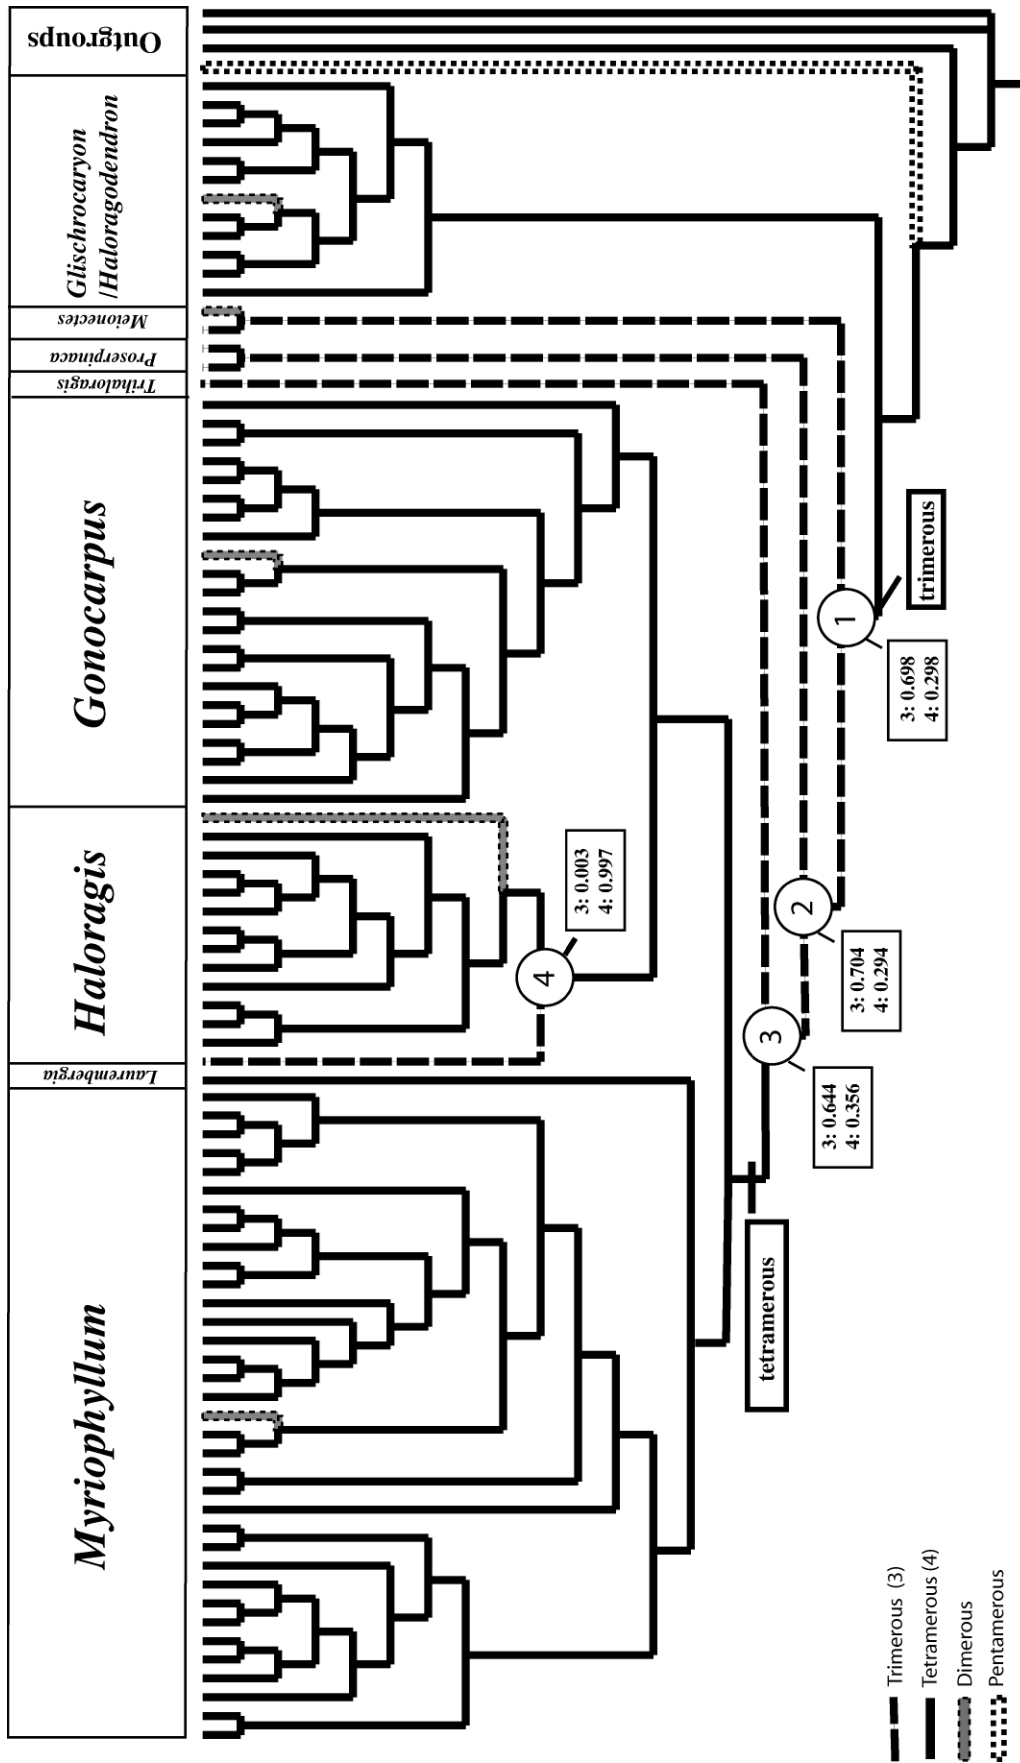 Outgroups
Glischrocaryon
/Haloragodendron
Meionectes
Proserpinaca
Trihaloragis
Gonocarpus
Haloragis
Laurembergia
Myriophyllum
trimerous
1
3: 0.698
4: 0.298
2
3: 0.704
4: 0.294
3
3: 0.644
4: 0.356
4
3: 0.003
4: 0.997
tetramerous
Trimerous (3)
Tetramerous (4)
Dimerous
Pentamerous